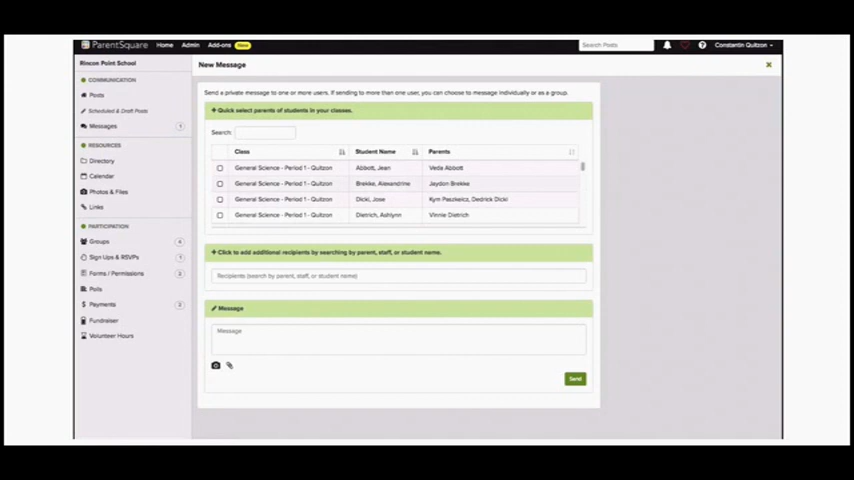 ParentSquare Home Admin Add-ons New Search Posts Constantin Quitzon
Rincon Point School
New Message
COMMUNICATION
Posts
Scheduled & Draft Posts
Messages 1
RESOURCES
Directory
Calendar
Photos & Files
Links
PARTICIPATION
Groups 4
Sign Ups & RSVPs 1
Forms / Permissions 2
Polls
Payments 2
Fundraiser
Volunteer Hours
Send a private message to one or more users. If sending to more than one user, you can choose to message individually or as a group.
+ Quick select parents of students in your classes.
Search:
Class Student Name Parents
General Science - Period 1 - Quitzon Abbott, Jean Veda Abbott
General Science - Period 1 - Quitzon Brekke, Alexandrine Jaydon Brekke
General Science - Period 1 - Quitzon Dicki, Jose Kym Paszkeicz, Dedrick Dicki
General Science - Period 1 - Quitzon Dietrich, Ashlynn Vinnie Dietrich
+ Click to add additional recipients by searching by parent, staff, or student name.
Recipients (search by parent, staff, or student name)
Message
Message
Send